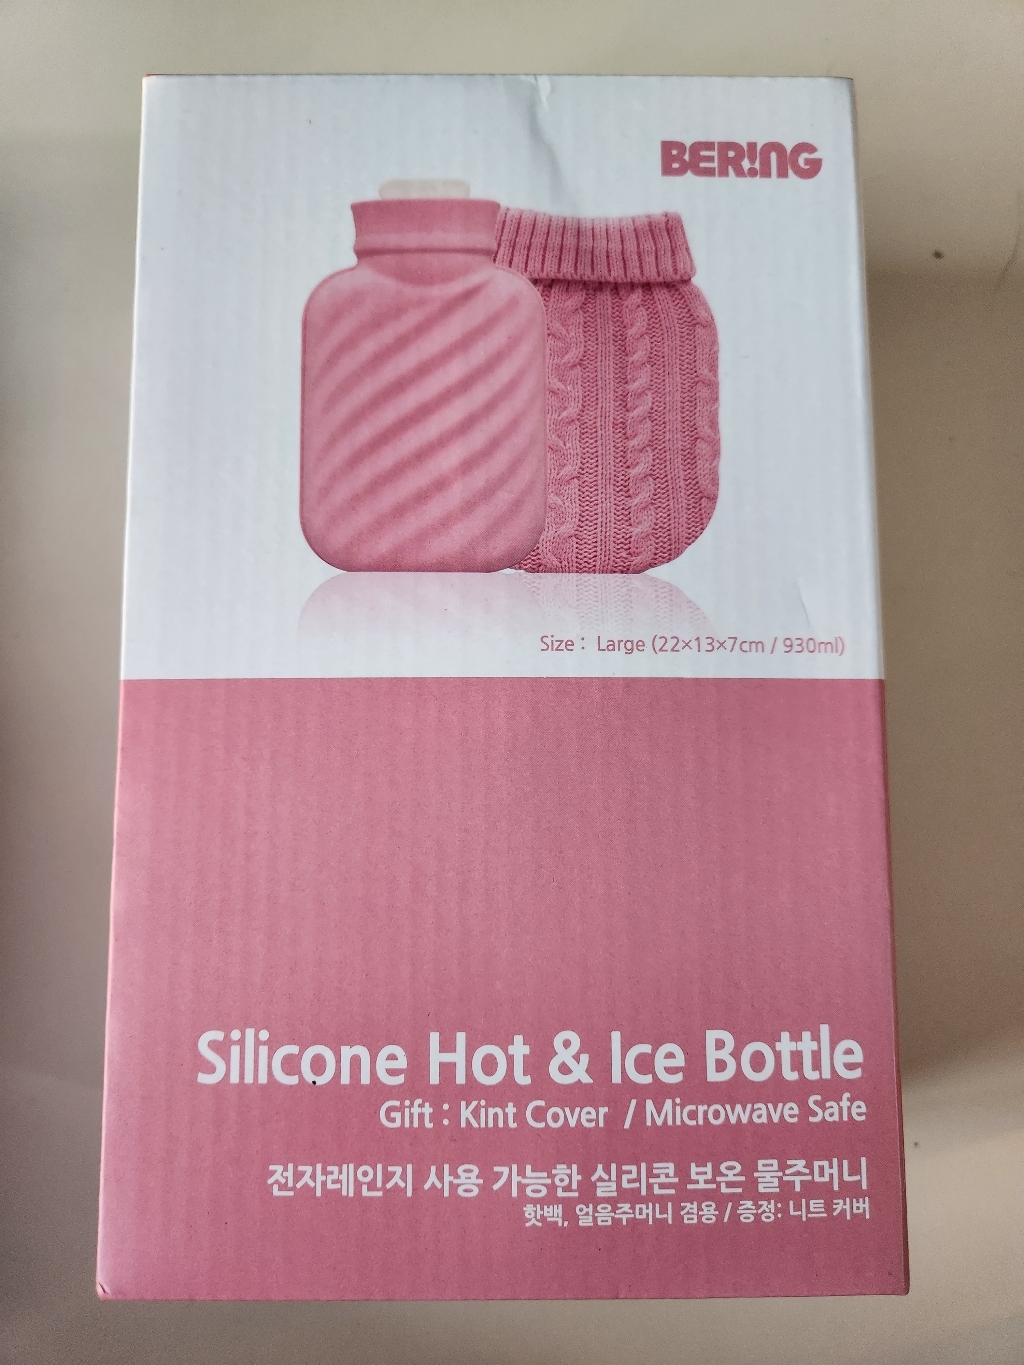 BER!NG
Size : Large (22×13×7cm / 930ml)
Silicone Hot & Ice Bottle
Gift : Kint Cover / Microwave Safe
전자레인지 사용 가능한 실리콘 보온 물주머니
핫백, 얼음주머니 겸용 / 증정: 니트 커버